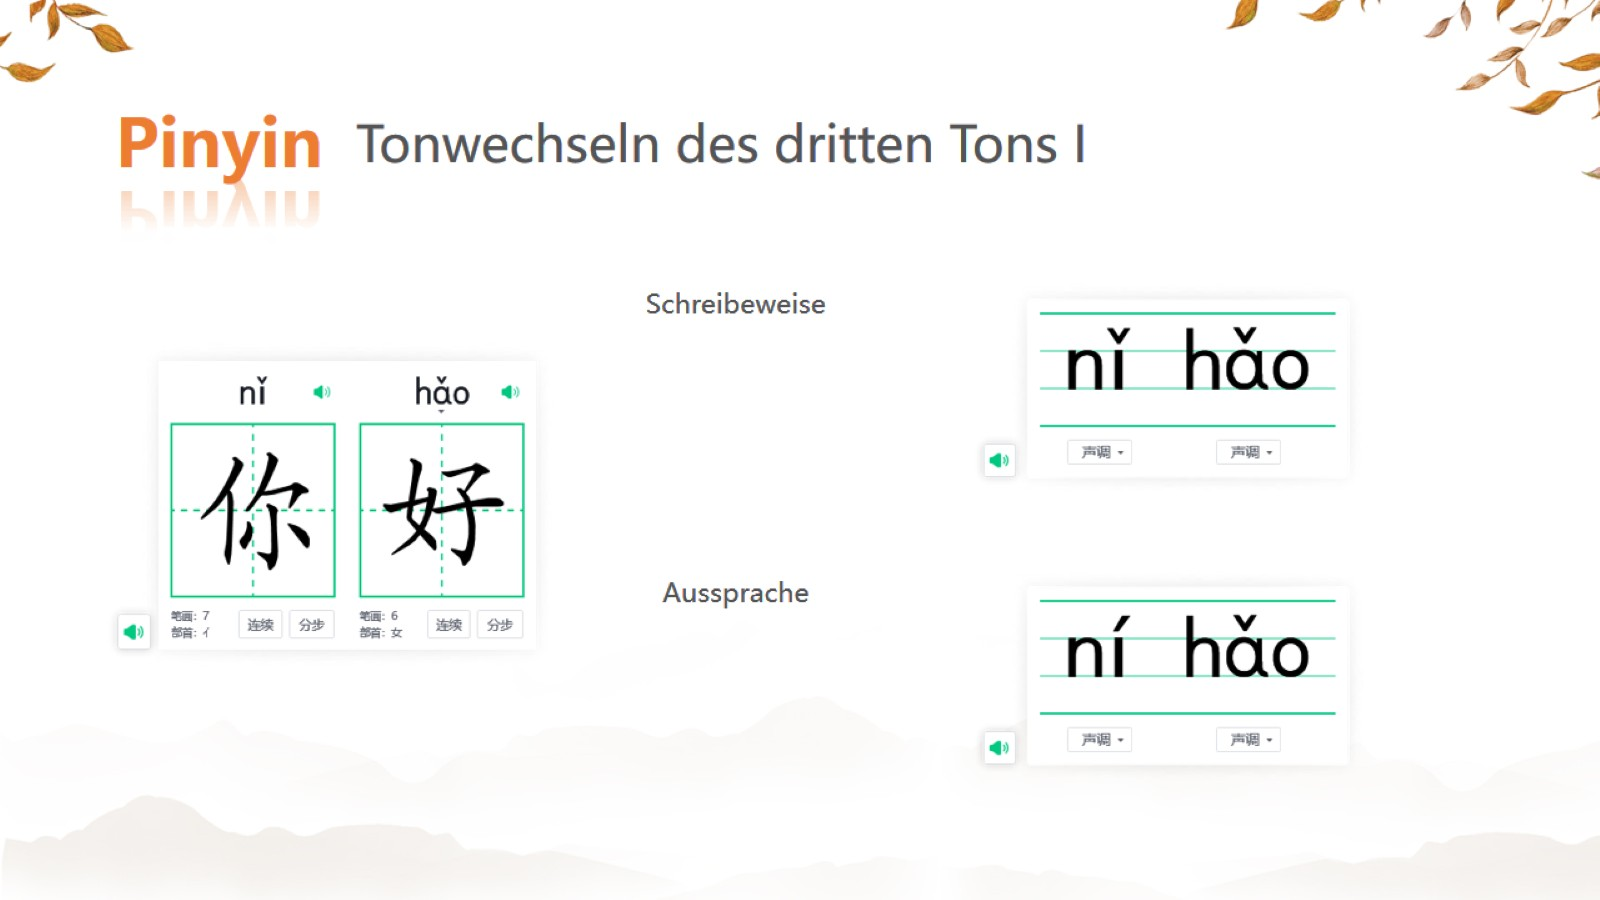 Pinyin Tonwechseln des dritten Tons I
Schreibeweise
nǐ hǎo
声调 声调
nǐ hǎo
你 好
笔画: 7 连续 分步 笔画: 6 连续 分步
部首: 亻 部首: 女
Aussprache
ní hǎo
声调 声调